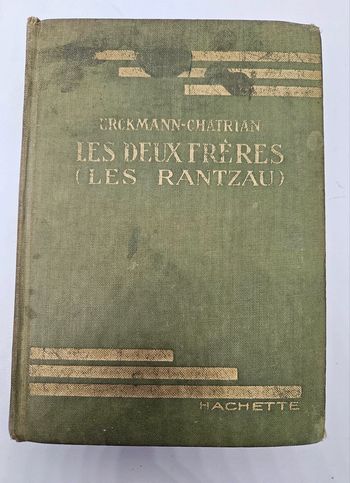 ERCKMANN-CHATRIAN
LES DEUX FRÈRES
(LES RANTZAU)
HACHETTE